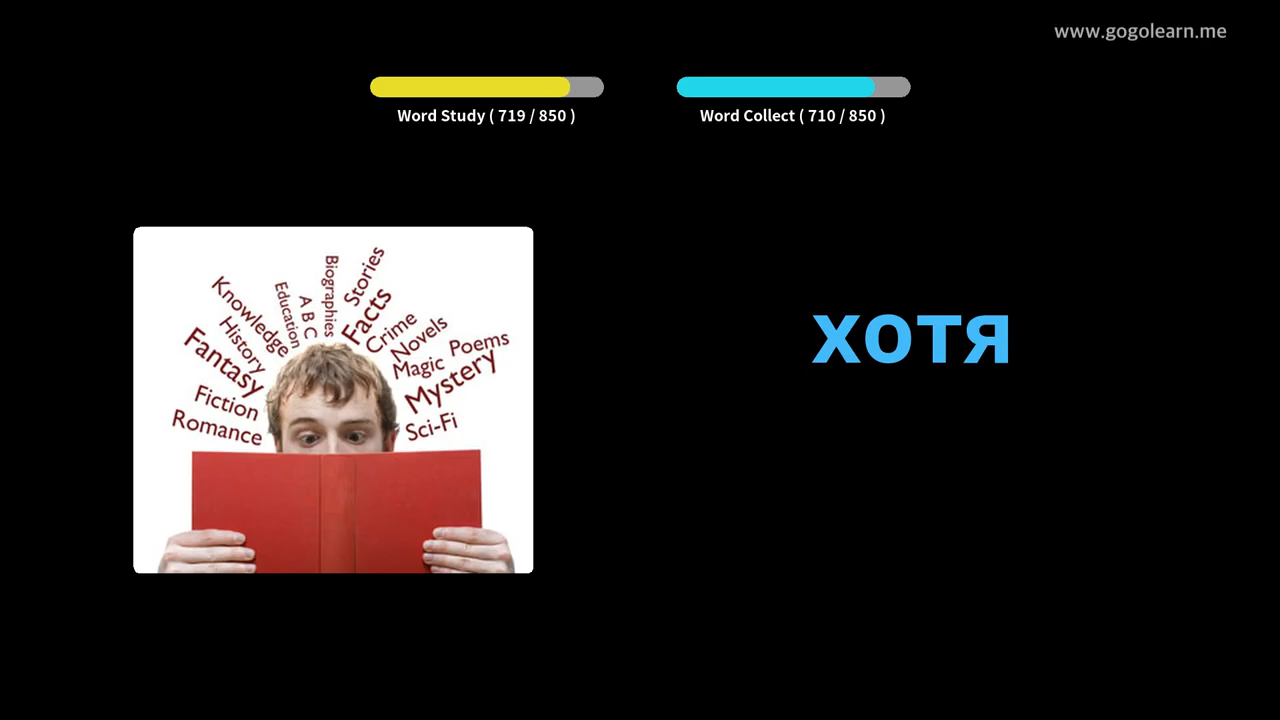 www.gogolearn.me
Word Study ( 719 / 850 )
Word Collect ( 710 / 850 )
Romance
Fiction
Fantasy
History
Knowledge
Education
A B C
Biographies
Stories
Facts
Crime
Novels
Magic
Poems
Mystery
Sci-Fi
хотя